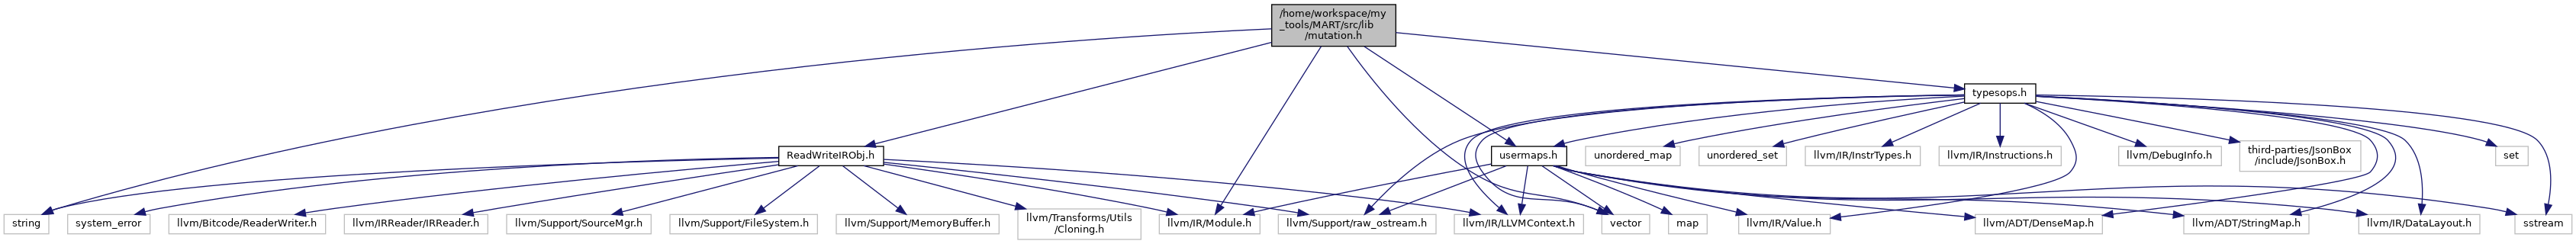 /home/workspace/my
_tools/MART/src/lib
/mutation.h
typesops.h
ReadWriteIRObj.h
usermaps.h
unordered_map
unordered_set
llvm/IR/InstrTypes.h
llvm/IR/Instructions.h
llvm/DebugInfo.h
third-parties/JsonBox
/include/JsonBox.h
set
string
system_error
llvm/Bitcode/ReaderWriter.h
llvm/IRReader/IRReader.h
llvm/Support/SourceMgr.h
llvm/Support/FileSystem.h
llvm/Support/MemoryBuffer.h
llvm/Transforms/Utils
/Cloning.h
llvm/IR/Module.h
llvm/Support/raw_ostream.h
llvm/IR/LLVMContext.h
vector
map
llvm/IR/Value.h
llvm/ADT/DenseMap.h
llvm/ADT/StringMap.h
llvm/IR/DataLayout.h
sstream